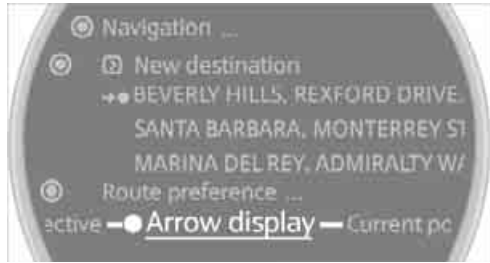 Navigation ...
New destination
BEVERLY HILLS, REXFORD DRIVE,
SANTA BARBARA, MONTERREY ST
MARINA DEL REY, ADMIRALTY WA
Route preference ...
ective Arrow display Current po